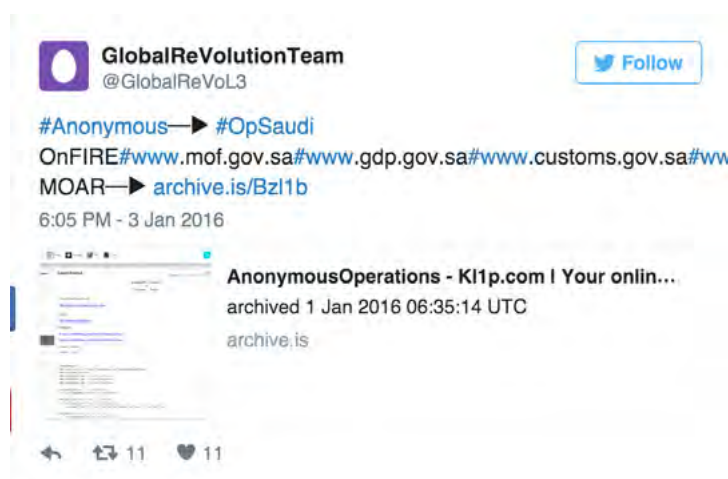 GlobalReVolutionTeam
@GlobalReVoL3
Follow
#Anonymous—► #OpSaudi
OnFIRE#www.mof.gov.sa#www.gdp.gov.sa#www.customs.gov.sa#ww
MOAR—► archive.is/Bzl1b
6:05 PM - 3 Jan 2016
AnonymousOperations - Kl1p.com l Your onlin...
archived 1 Jan 2016 06:35:14 UTC
archive.is
11 11